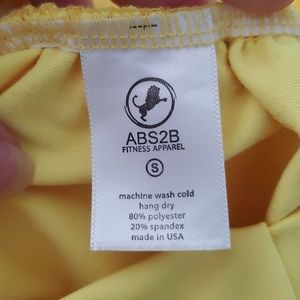 ABS2B
FITNESS APPAREL
S
machine wash cold
hang dry
80% polyester
20% spandex
made in USA